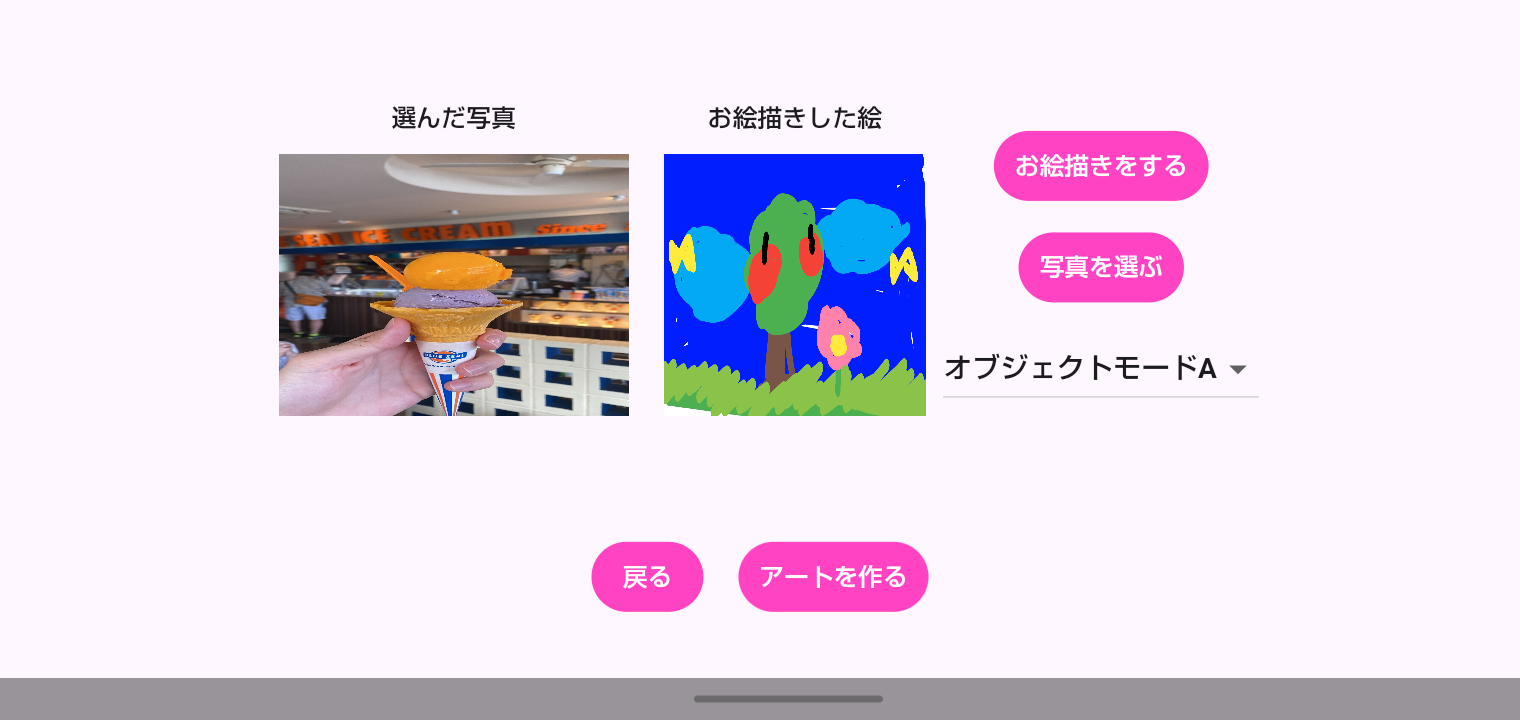 選んだ写真
お絵描きした絵
お絵描きをする
SEAL ICE CREAM Since
写真を選ぶ
オブジェクトモードA
戻る
アートを作る